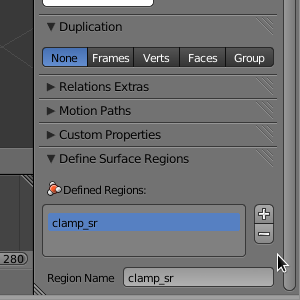 Duplication
None Frames Verts Faces Group
Relations Extras
Motion Paths
Custom Properties
Define Surface Regions
Defined Regions:
clamp_sr
280
Region Name clamp_sr